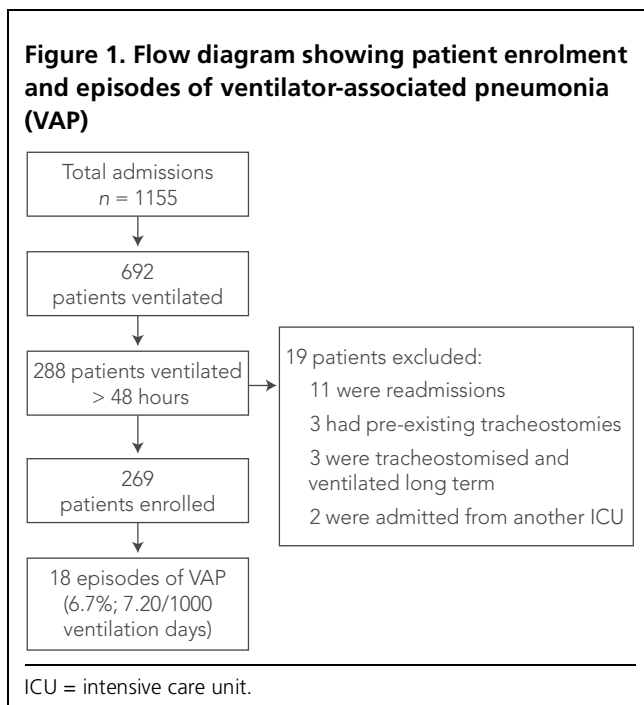 Figure 1. Flow diagram showing patient enrolment
and episodes of ventilator-associated pneumonia
(VAP)
Total admissions
n = 1155
692
patients ventilated
288 patients ventilated
> 48 hours
19 patients excluded:
11 were readmissions
3 had pre-existing tracheostomies
3 were tracheostomised and
ventilated long term
2 were admitted from another ICU
269
patients enrolled
18 episodes of VAP
(6.7%; 7.20/1000
ventilation days)
ICU = intensive care unit.